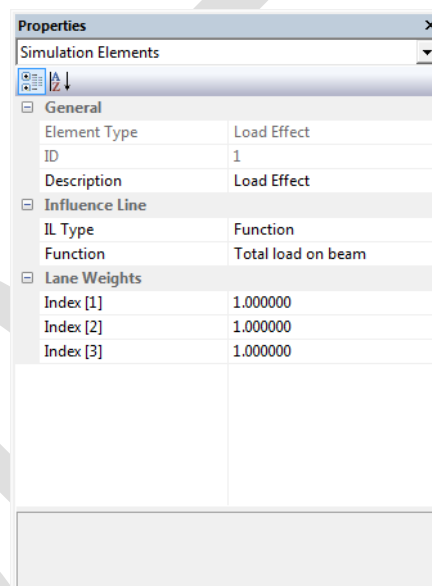 Properties
Simulation Elements
General
Element Type Load Effect
ID 1
Description Load Effect
Influence Line
IL Type Function
Function Total load on beam
Lane Weights
Index [1] 1.000000
Index [2] 1.000000
Index [3] 1.000000